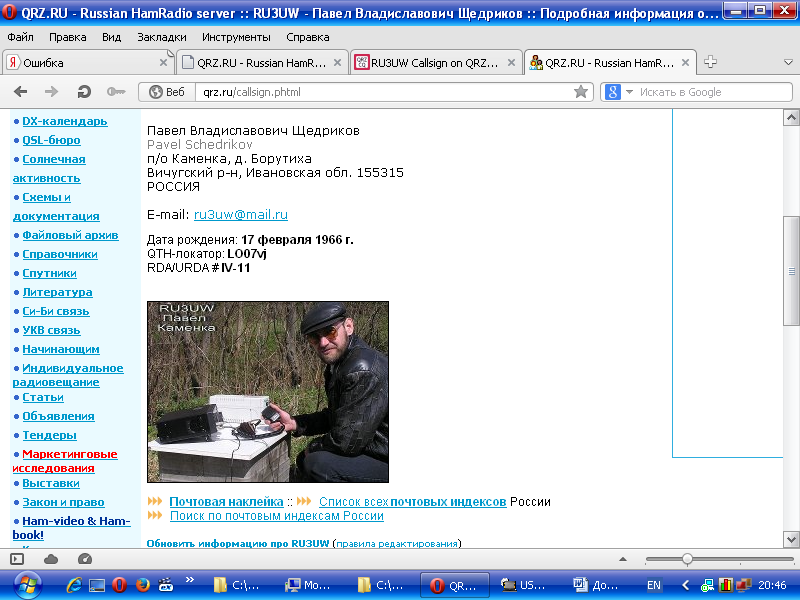 QRZ.RU - Russian HamRadio server :: RU3UW - Павел Владиславович Щедриков :: Подробная информация о...
Файл Правка Вид Закладки Инструменты Справка
Ошибка QRZ.RU - Russian HamR... RU3UW Callsign on QRZ... QRZ.RU - Russian HamR...
Веб qrz.ru/callsign.phtml Искать в Google
DX-календарь
QSL-бюро
Солнечная
активность
Схемы и
документация
Файловый архив
Справочники
Спутники
Литература
Си-Би связь
УКВ связь
Начинающим
Индивидуальное
радиовещание
Статьи
Объявления
Тендеры
Маркетинговые
исследования
Выставки
Закон и право
Ham-video & Ham-
book!
Павел Владиславович Щедриков
Pavel Schedrikov
п/о Каменка, д. Борутиха
Вичугский р-н, Ивановская обл. 155315
РОССИЯ
E-mail: ru3uw@mail.ru
Дата рождения: 17 февраля 1966 г.
QTH-локатор: LO07vj
RDA/URDA # IV-11
RU3UW
Павел
Каменка
Почтовая наклейка :: Список всех почтовых индексов России
Поиск по почтовым индексам России
Обновить информацию про RU3UW (правила редактирования)
C:\... Mo... C:\... QR... US... До... EN 20:46